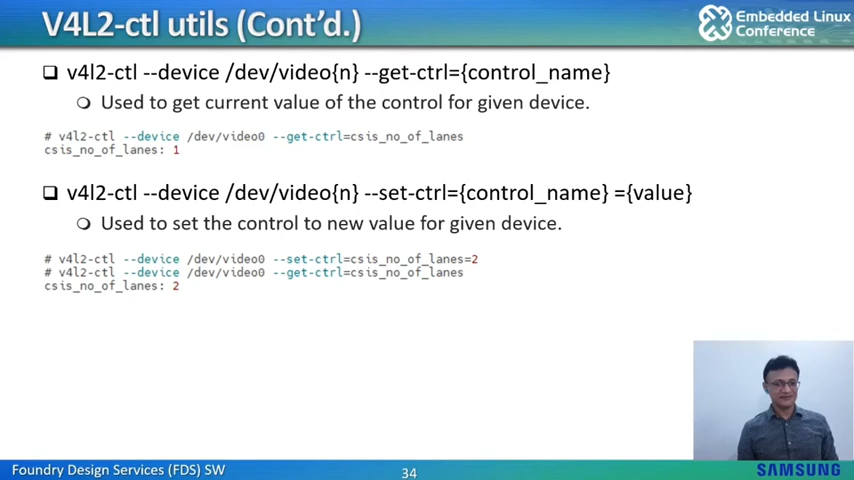 V4L2-ctl utils (Cont’d.)
Embedded Linux
Conference
v4l2-ctl --device /dev/video{n} --get-ctrl={control_name}
Used to get current value of the control for given device.
# v4l2-ctl --device /dev/video0 --get-ctrl=csis_no_of_lanes
csis_no_of_lanes: 1
v4l2-ctl --device /dev/video{n} --set-ctrl={control_name} ={value}
Used to set the control to new value for given device.
# v4l2-ctl --device /dev/video0 --set-ctrl=csis_no_of_lanes=2
# v4l2-ctl --device /dev/video0 --get-ctrl=csis_no_of_lanes
csis_no_of_lanes: 2
Foundry Design Services (FDS) SW
34
SAMSUNG